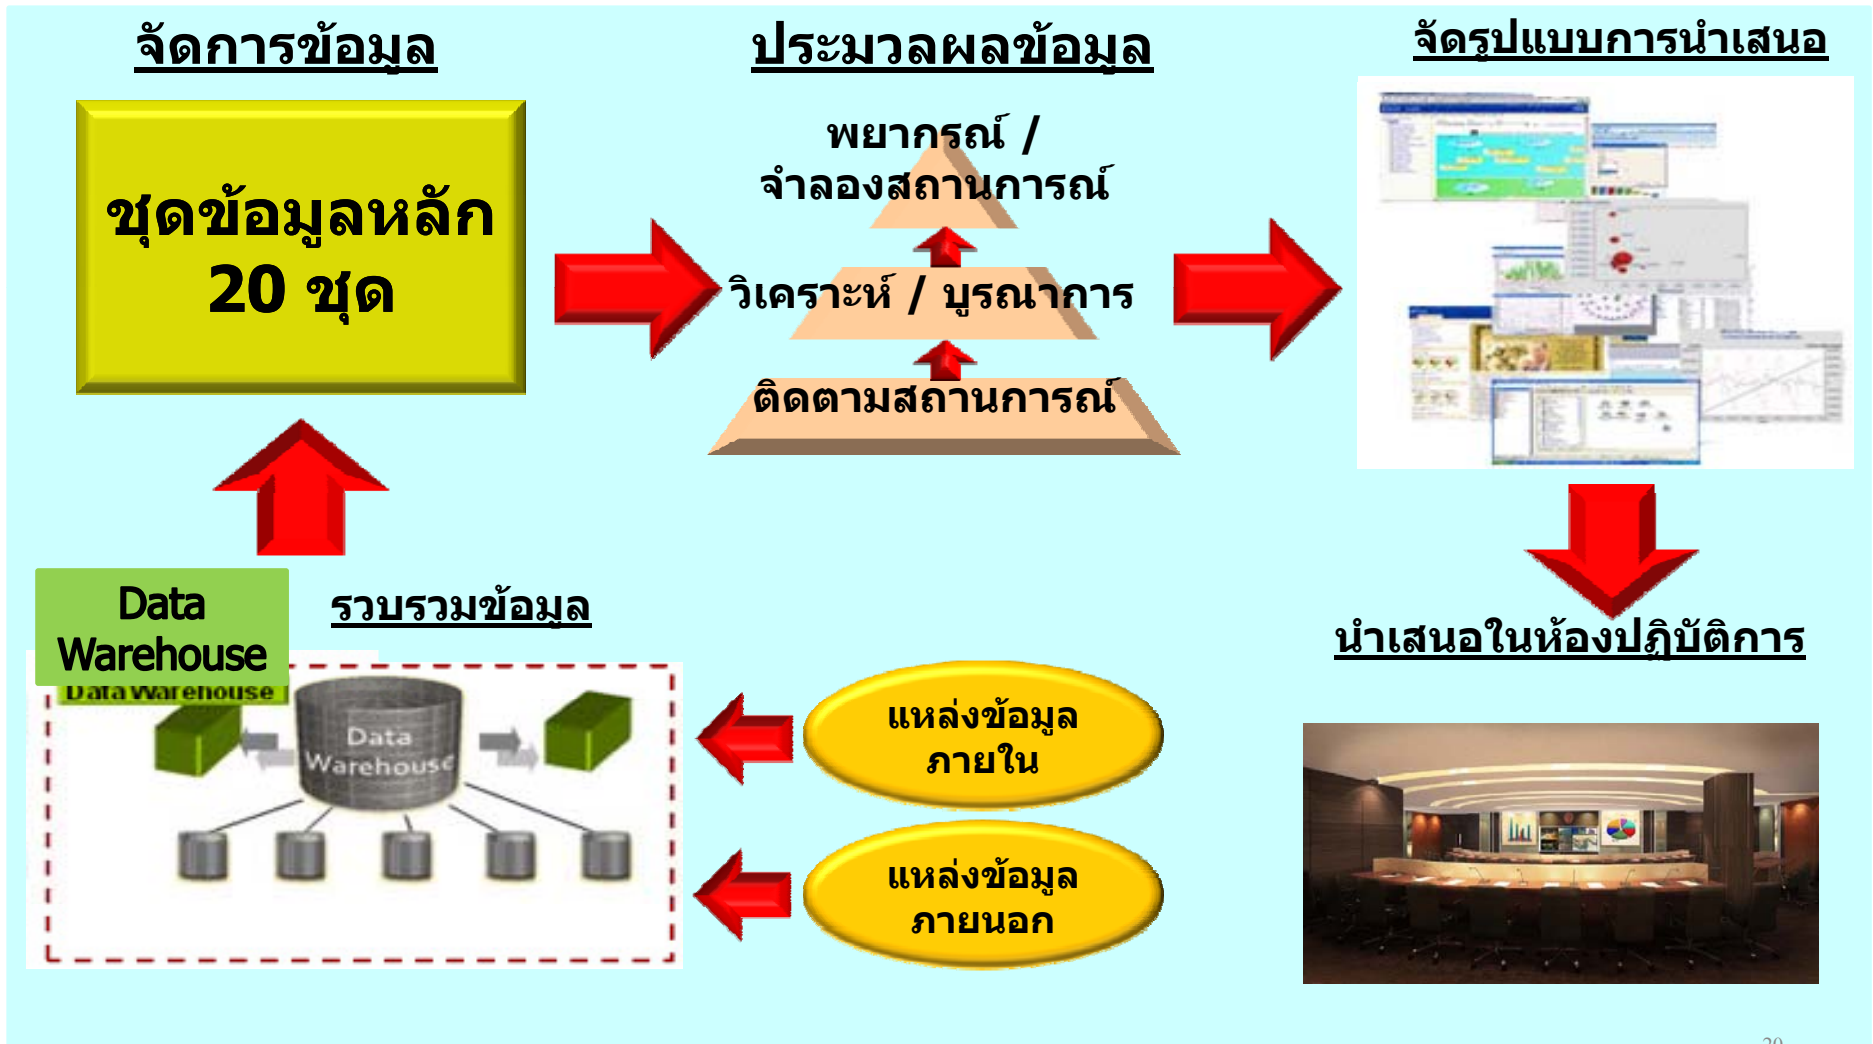 จัดการข้อมูล
ชุดข้อมูลหลัก
20 ชุด
ประมวลผลข้อมูล
พยากรณ์ /
จำลองสถานการณ์
วิเคราะห์ / บูรณาการ
ติดตามสถานการณ์
จัดรูปแบบการนำเสนอ
นำเสนอในห้องปฏิบัติการ
Data
Warehouse
รวบรวมข้อมูล
Data Warehouse
Data
Warehouse
แหล่งข้อมูล
ภายใน
แหล่งข้อมูล
ภายนอก